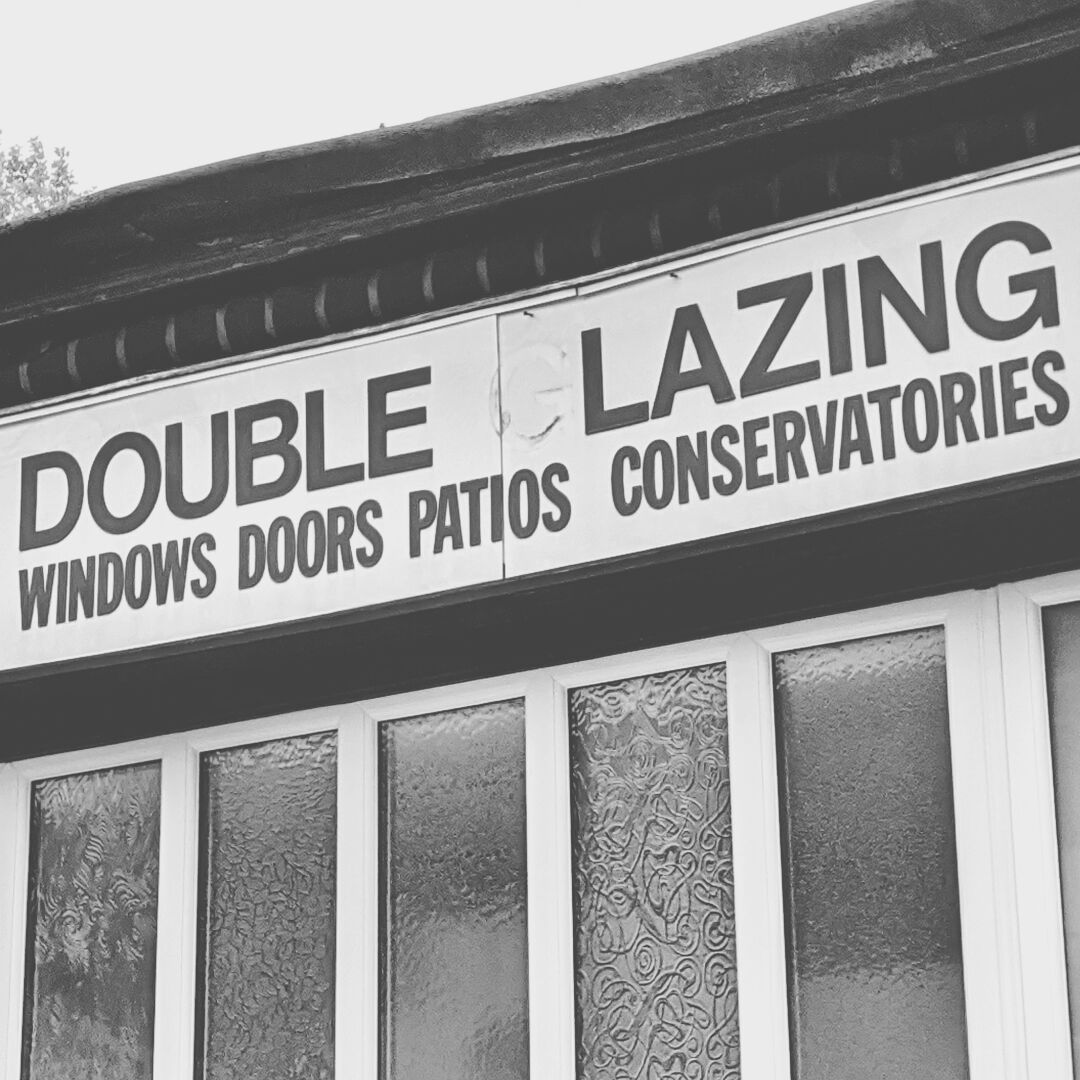 DOUBLE LAZING
WINDOWS DOORS PATIOS CONSERVATORIES